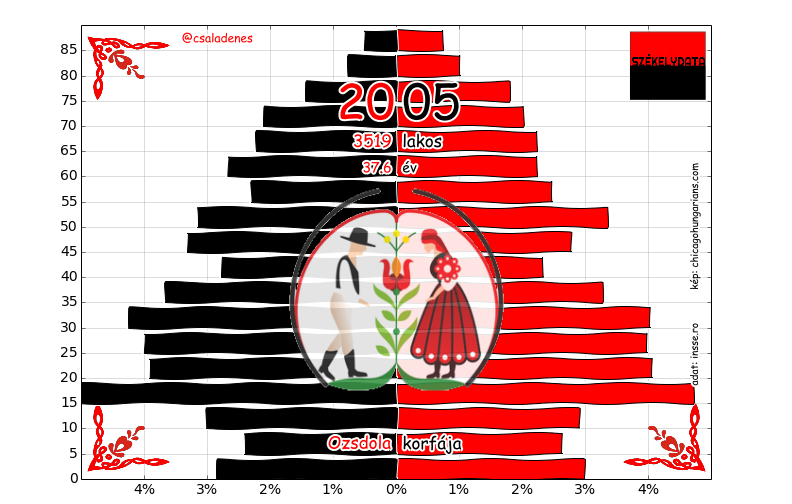 @csaladenes
SZÉKELYDATA
2005
3519 lakos
37.6 év
kép: chicagohungarians.com
adat: insse.ro
Ozsdola korfája
85
80
75
70
65
60
55
50
45
40
35
30
25
20
15
10
5
0
4% 3% 2% 1% 0% 1% 2% 3% 4%